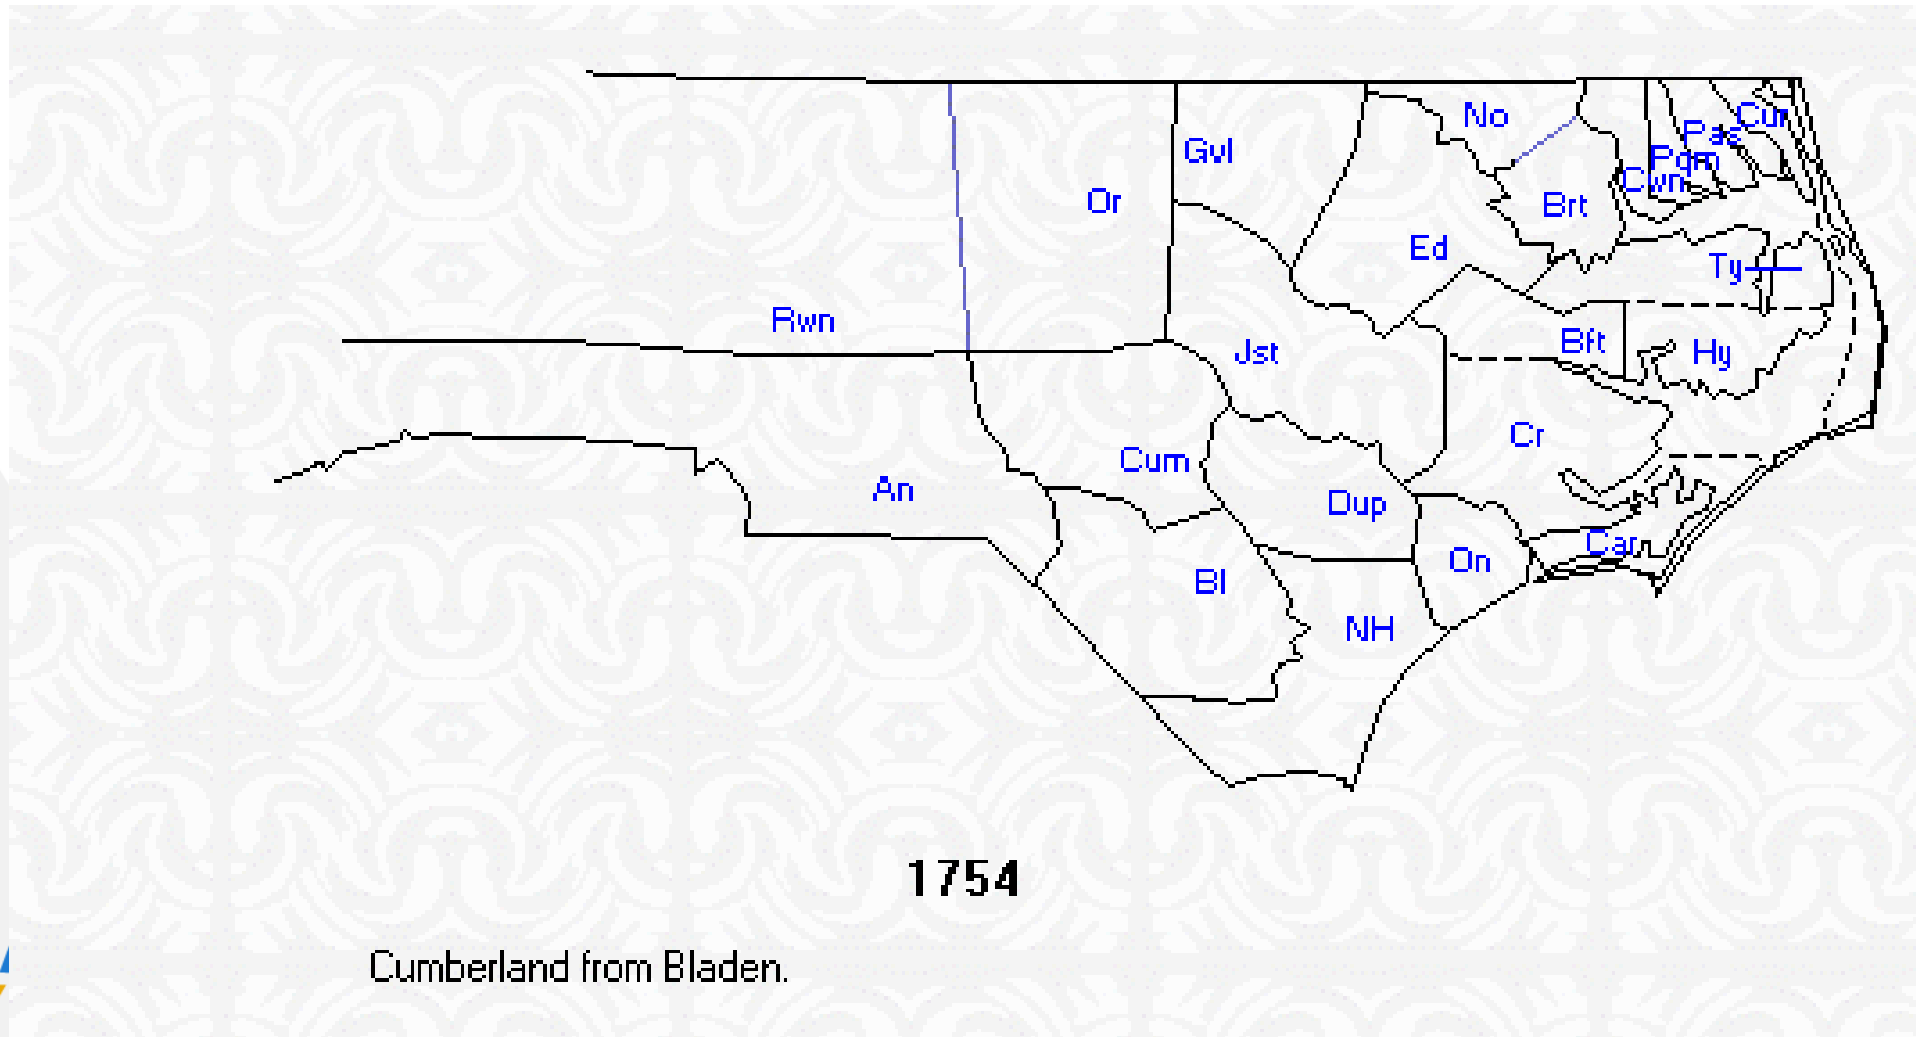 No
Cur
Pas
Pqm
Cwn
Gvl
Or
Brt
Ed
Ty
Rwn
Jst
Bft
Hy
Cr
Cum
An
Dup
Car
On
Bl
NH
1754
Cumberland from Bladen.